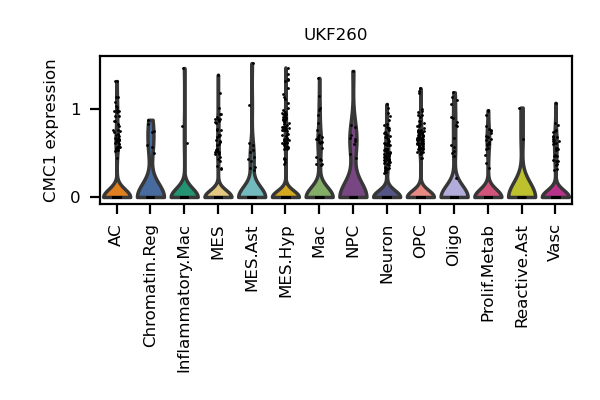 UKF260
CMC1 expression
1
0
AC
Chromatin.Reg
Inflammatory.Mac
MES
MES.Ast
MES.Hyp
Mac
NPC
Neuron
OPC
Oligo
Prolif.Metab
Reactive.Ast
Vasc